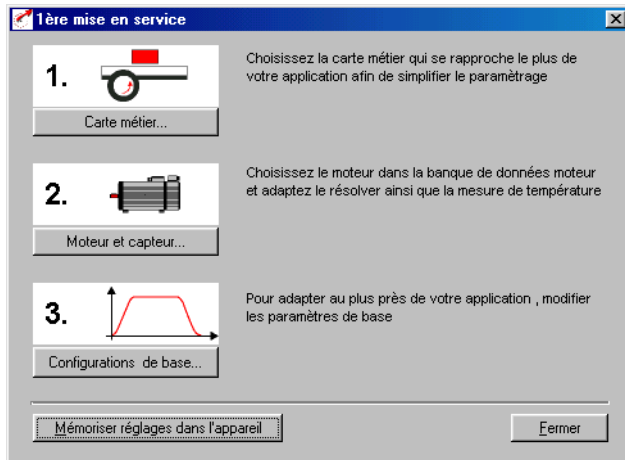 1ère mise en service
1.
Choisissez la carte métier qui se rapproche le plus de
votre application afin de simplifier le paramètrage
Carte métier...
2.
Choisissez le moteur dans la banque de données moteur
et adaptez le résolver ainsi que la mesure de température
Moteur et capteur...
3.
Pour adapter au plus près de votre application , modifier
les paramètres de base
Configurations de base...
Mémoriser réglages dans l'appareil
Fermer